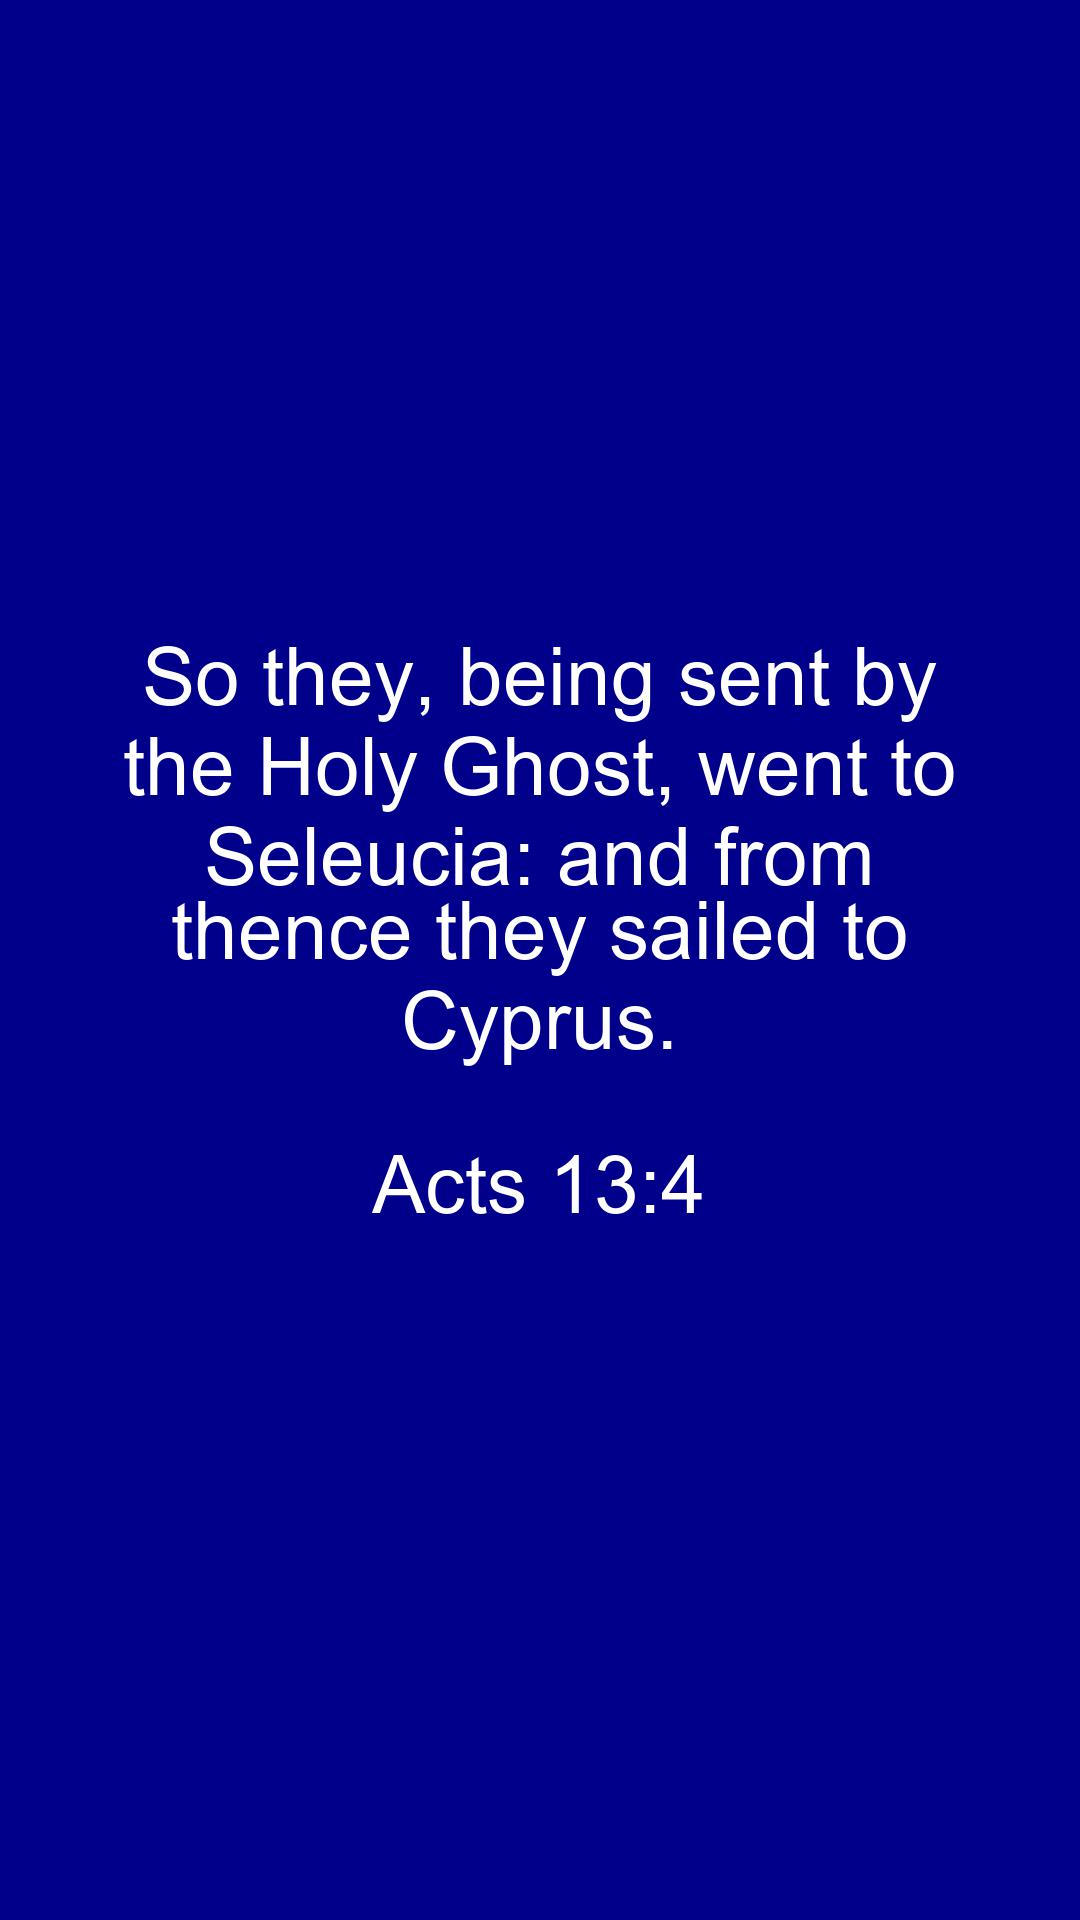 So they, being sent by
the Holy Ghost, went to
Seleucia: and from
thence they sailed to
Cyprus.
Acts 13:4